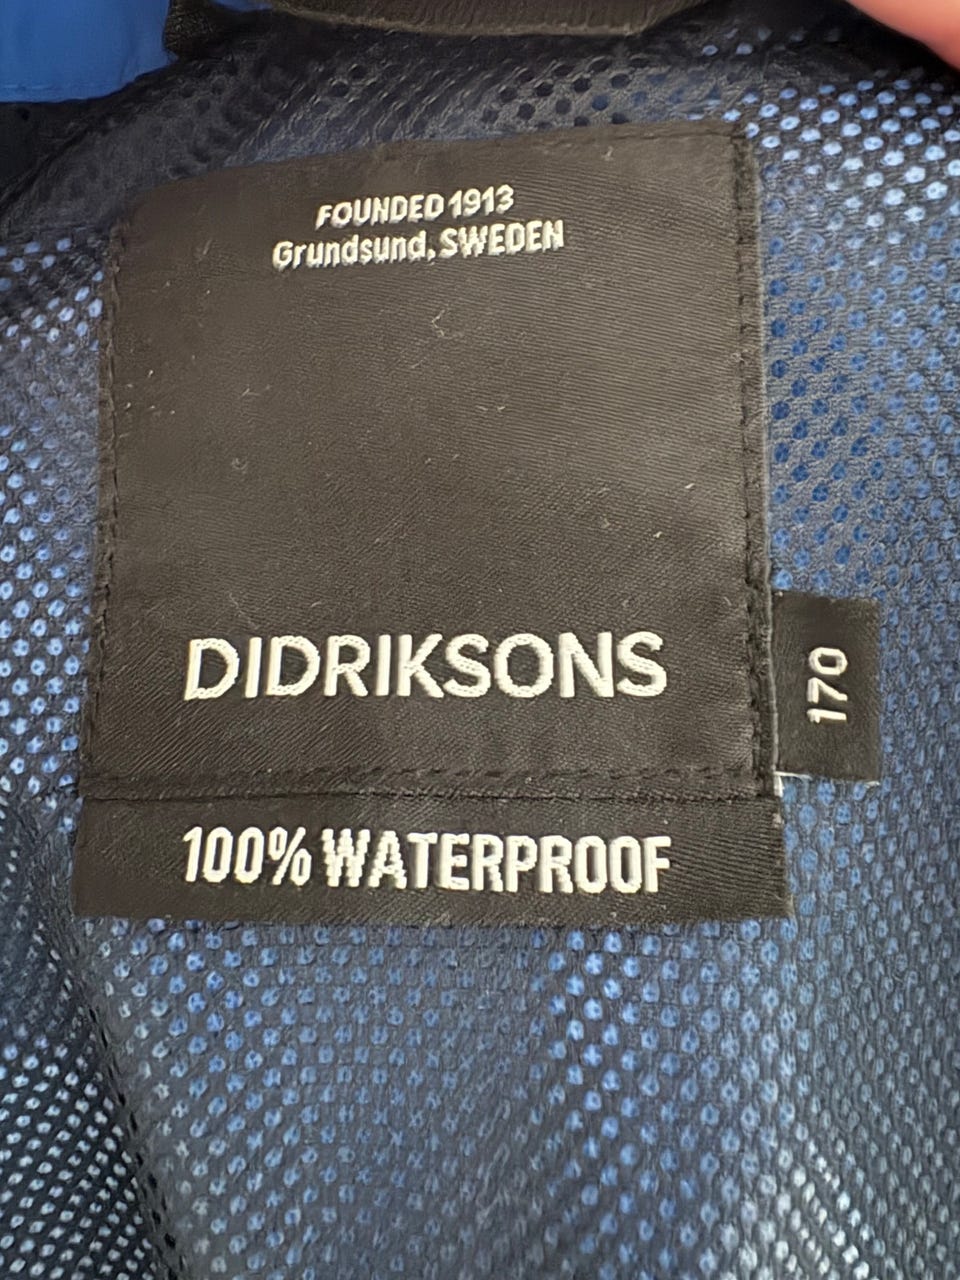 FOUNDED 1913
Grundsund, SWEDEN
DIDRIKSONS
170
100% WATERPROOF